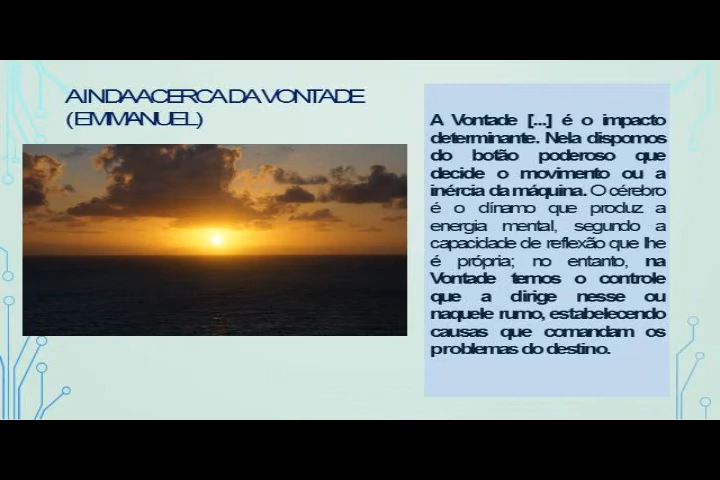 AINDA ACERCA DA VONTADE
(EMMANUEL)
A Vontade [...] é o impacto
determinante. Nela dispomos
do botão poderoso que
decide o movimento ou a
inércia da máquina. O cérebro
é o dínamo que produz a
energia mental, segundo a
capacidade de reflexão que lhe
é própria; no entanto, na
Vontade temos o controle
que a dirige nesse ou
naquele rumo, estabelecendo
causas que comandam os
problemas do destino.